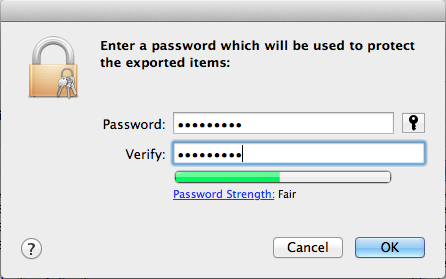 Enter a password which will be used to protect
the exported items:
Password: •••••••••
Verify: •••••••••
Password Strength: Fair
? Cancel OK